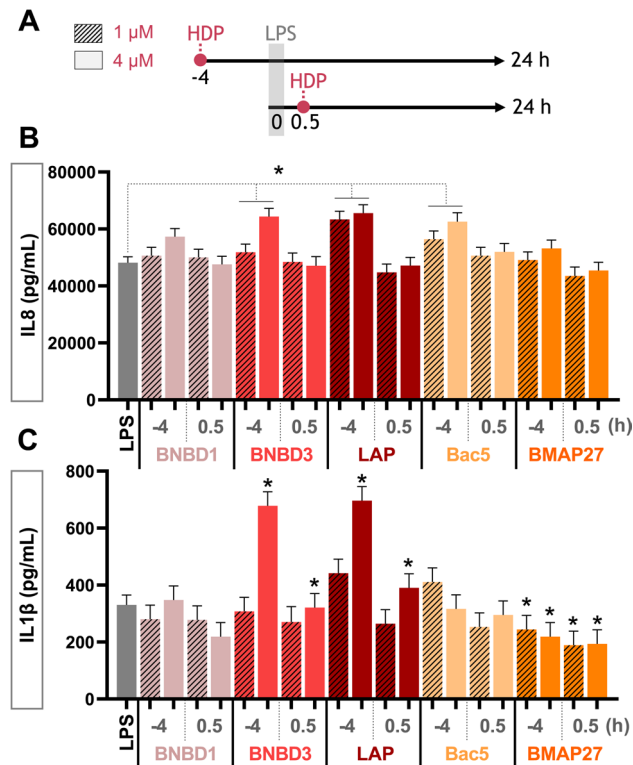 A
1 μM
4 μM
HDP
-4
LPS
24 h
HDP
0 0.5
24 h
B
IL8 (pg/mL)
80000
60000
40000
20000
0
*
LPS
-4 0.5 -4 0.5 -4 0.5 -4 0.5 -4 0.5 (h)
BNBD1 BNBD3 LAP Bac5 BMAP27
C
IL1β (pg/mL)
800
600
400
200
0
* * * * * * * *
LPS
-4 0.5 -4 0.5 -4 0.5 -4 0.5 -4 0.5 (h)
BNBD1 BNBD3 LAP Bac5 BMAP27